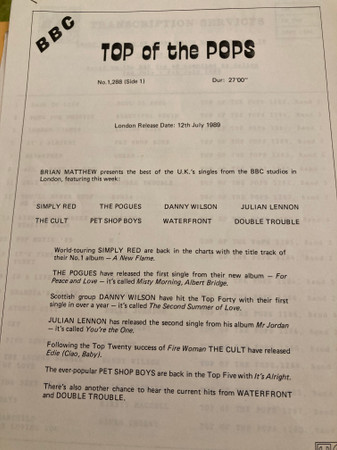 BBC
TOP of the POPS
TRANSCRIPTION SERVICES
No.1,288 (Side 1)
Dur: 27'00"
London Release Date: 12th July 1989
BRIAN MATTHEW presents the best of the U.K.'s singles from the BBC studios in
London, featuring this week:
SIMPLY RED THE POGUES DANNY WILSON JULIAN LENNON
THE CULT PET SHOP BOYS WATERFRONT DOUBLE TROUBLE
World-touring SIMPLY RED are back in the charts with the title track of
their No.1 album – A New Flame.
THE POGUES have released the first single from their new album – For
Peace and Love – it's called Misty Morning, Albert Bridge.
Scottish group DANNY WILSON have hit the Top Forty with their first
single in over a year – it's called The Second Summer of Love.
JULIAN LENNON has released the second single from his album Mr Jordan
– it's called You're the One.
Following the Top Twenty success of Fire Woman THE CULT have released
Edie (Ciao, Baby).
The ever-popular PET SHOP BOYS are back in the Top Five with It's Alright.
There's also another chance to hear the current hits from WATERFRONT
and DOUBLE TROUBLE.